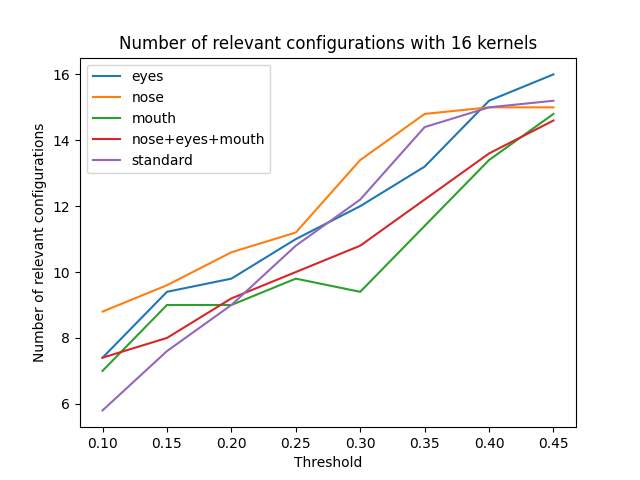 Number of relevant configurations with 16 kernels
eyes
nose
mouth
nose+eyes+mouth
standard
Number of relevant configurations
16
14
12
10
8
6
0.10 0.15 0.20 0.25 0.30 0.35 0.40 0.45
Threshold